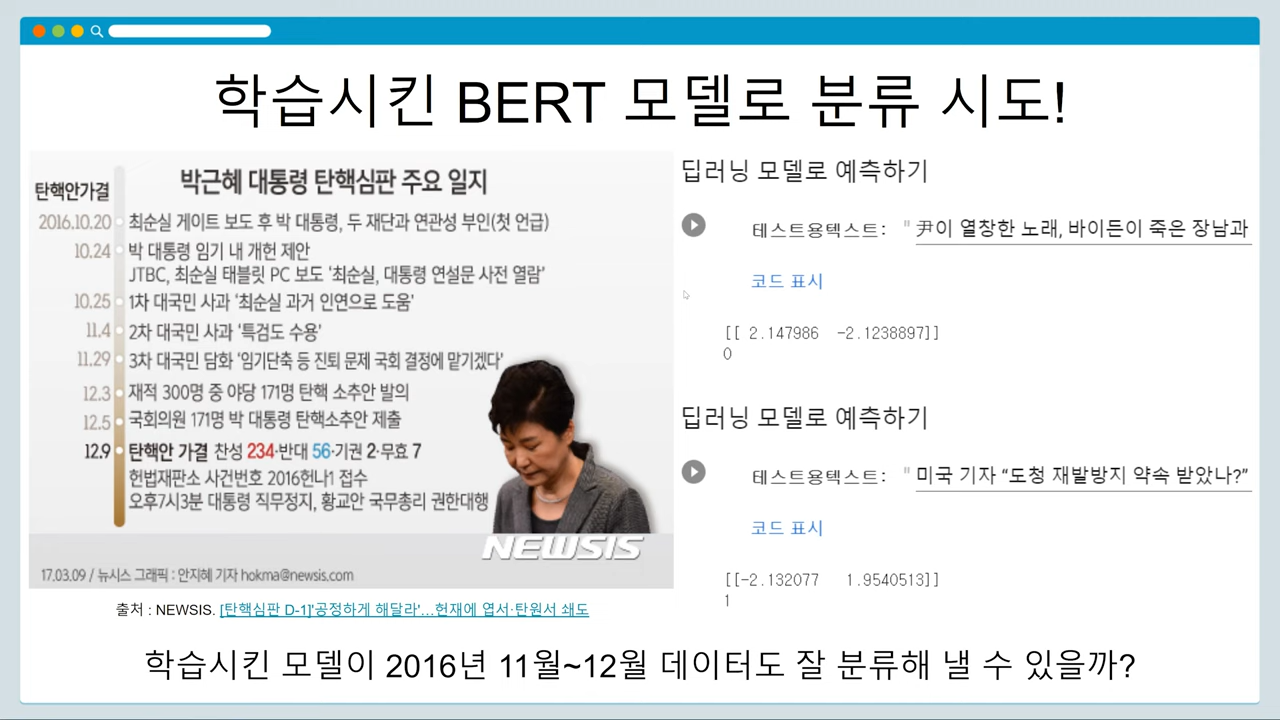 학습시킨 BERT 모델로 분류 시도!
박근혜 대통령 탄핵심판 주요 일지
탄핵안가결
2016.10.20 최순실 게이트 보도 후 박 대통령, 두 재단과 연관성 부인(첫 언급)
10.24 박 대통령 임기 내 개헌 제안
JTBC, 최순실 태블릿 PC 보도 '최순실, 대통령 연설문 사전 열람'
10.25 1차 대국민 사과 '최순실 과거 인연으로 도움'
11.4 2차 대국민 사과 '특검도 수용'
11.29 3차 대국민 담화 '임기단축 등 진퇴 문제 국회 결정에 맡기겠다'
12.3 재적 300명 중 야당 171명 탄핵 소추안 발의
12.5 국회의원 171명 박 대통령 탄핵소추안 제출
12.9 탄핵안 가결 찬성 234·반대 56·기권 2·무효 7
헌법재판소 사건번호 2016헌나1 접수
오후7시3분 대통령 직무정지, 황교안 국무총리 권한대행
NEWSIS
17.03.09 / 뉴시스 그래픽 : 안지혜 기자 hokma@newsis.com
출처 : NEWSIS. [탄핵심판 D-1]'공정하게 해달라'…헌재에 엽서·탄원서 쇄도
딥러닝 모델로 예측하기
테스트용텍스트: " 尹이 열창한 노래, 바이든이 죽은 장남과
코드 표시
[[ 2.147986 -2.1238897]]
0
딥러닝 모델로 예측하기
테스트용텍스트: " 미국 기자 “도청 재발방지 약속 받았나?”
코드 표시
[[-2.132077 1.9540513]]
1
학습시킨 모델이 2016년 11월~12월 데이터도 잘 분류해 낼 수 있을까?